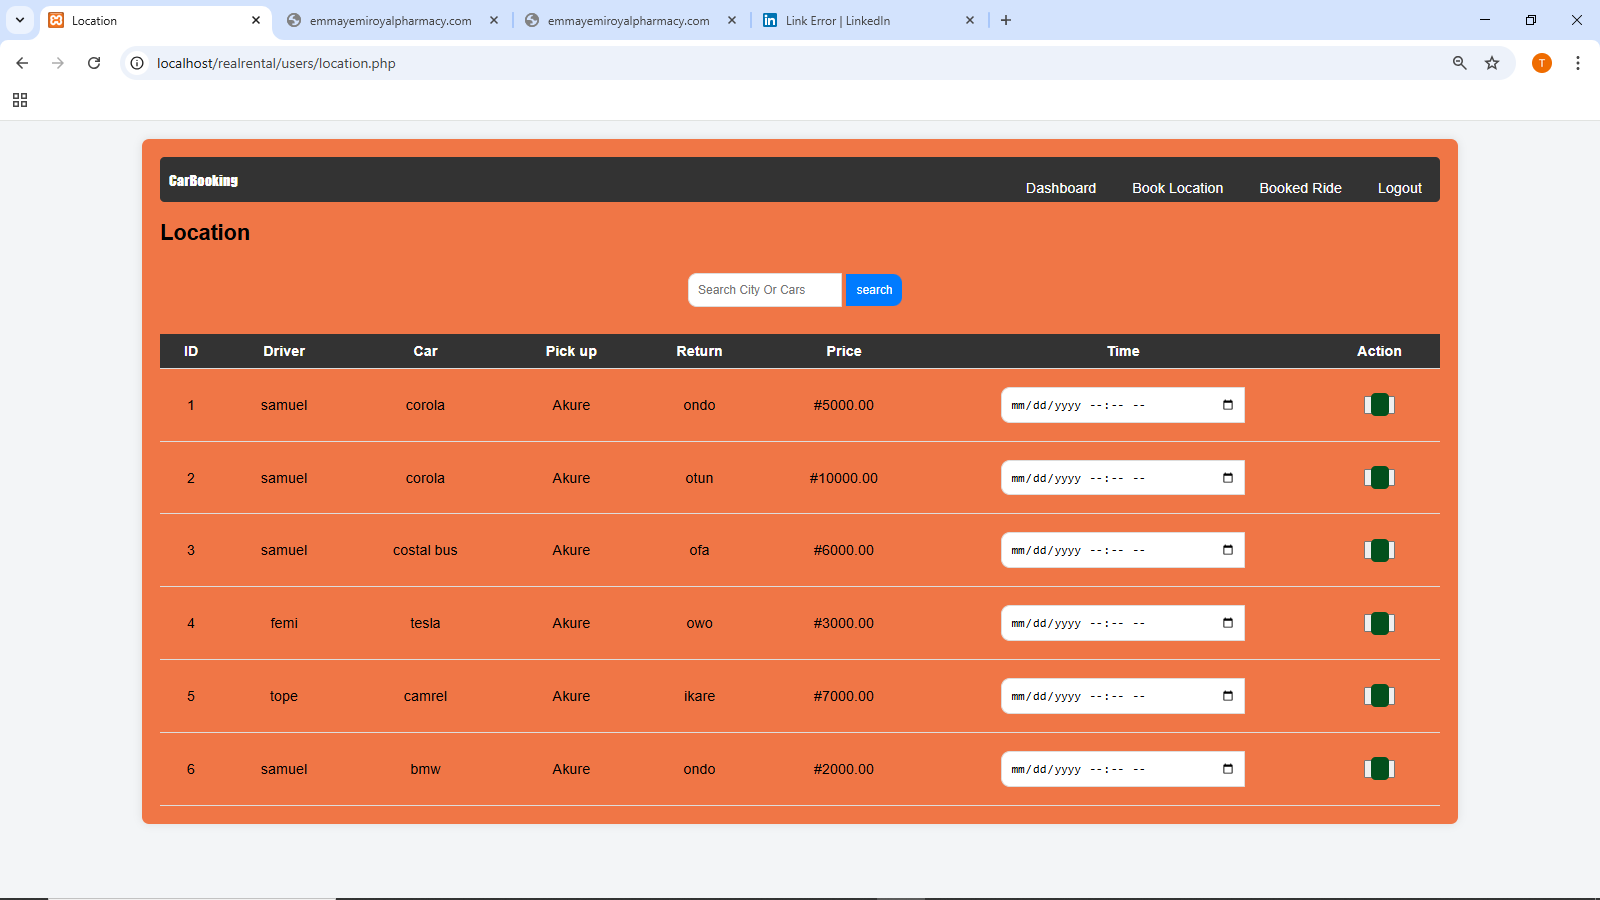 Location
emmayemiroyalpharmacy.com
emmayemiroyalpharmacy.com
Link Error | LinkedIn
localhost/realrental/users/location.php
T
CarBooking
Dashboard Book Location Booked Ride Logout
Location
Search City Or Cars search
ID Driver Car Pick up Return Price Time Action
1 samuel corola Akure ondo #5000.00 mm/dd/yyyy --:-- --
2 samuel corola Akure otun #10000.00 mm/dd/yyyy --:-- --
3 samuel costal bus Akure ofa #6000.00 mm/dd/yyyy --:-- --
4 femi tesla Akure owo #3000.00 mm/dd/yyyy --:-- --
5 tope camrel Akure ikare #7000.00 mm/dd/yyyy --:-- --
6 samuel bmw Akure ondo #2000.00 mm/dd/yyyy --:-- --